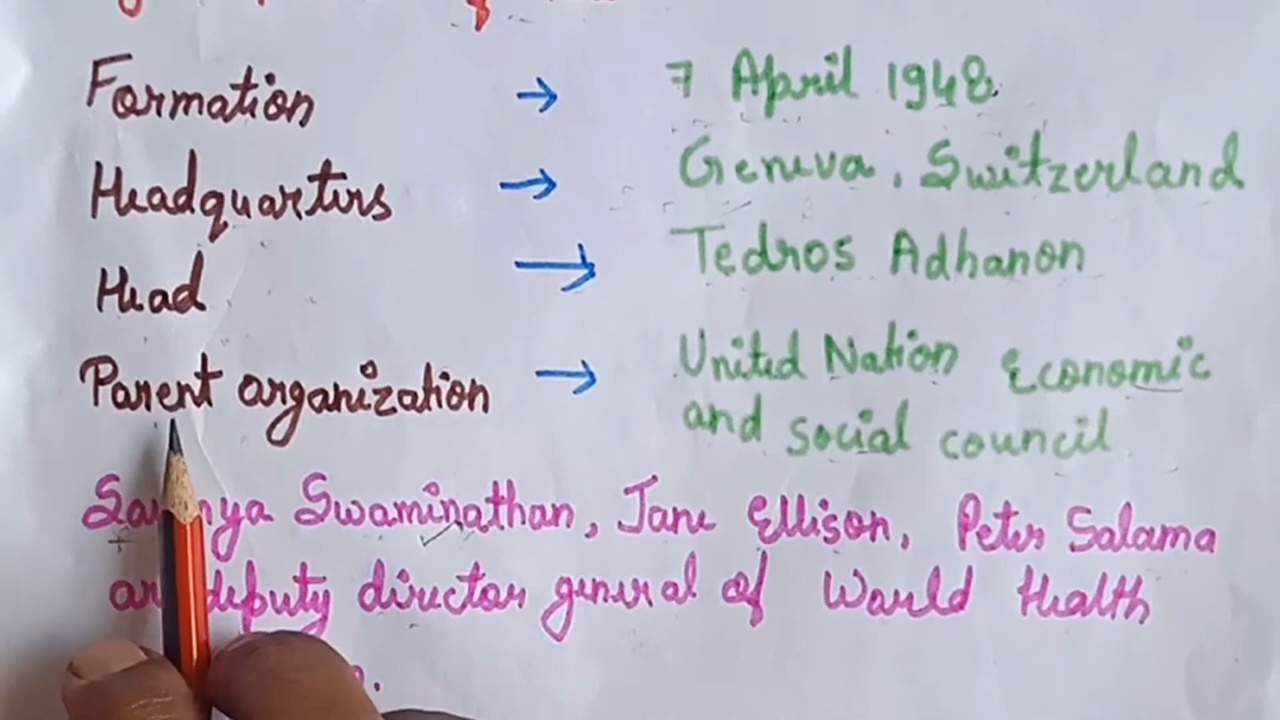 Formation → 7 April 1948.
Headquarters → Geneva, Switzerland
Head → Tedros Adhanon
Parent organization → United Nation Economic
and social council
Swaminathan, Jane Ellison, Peter Salama
deputy director general of World Health